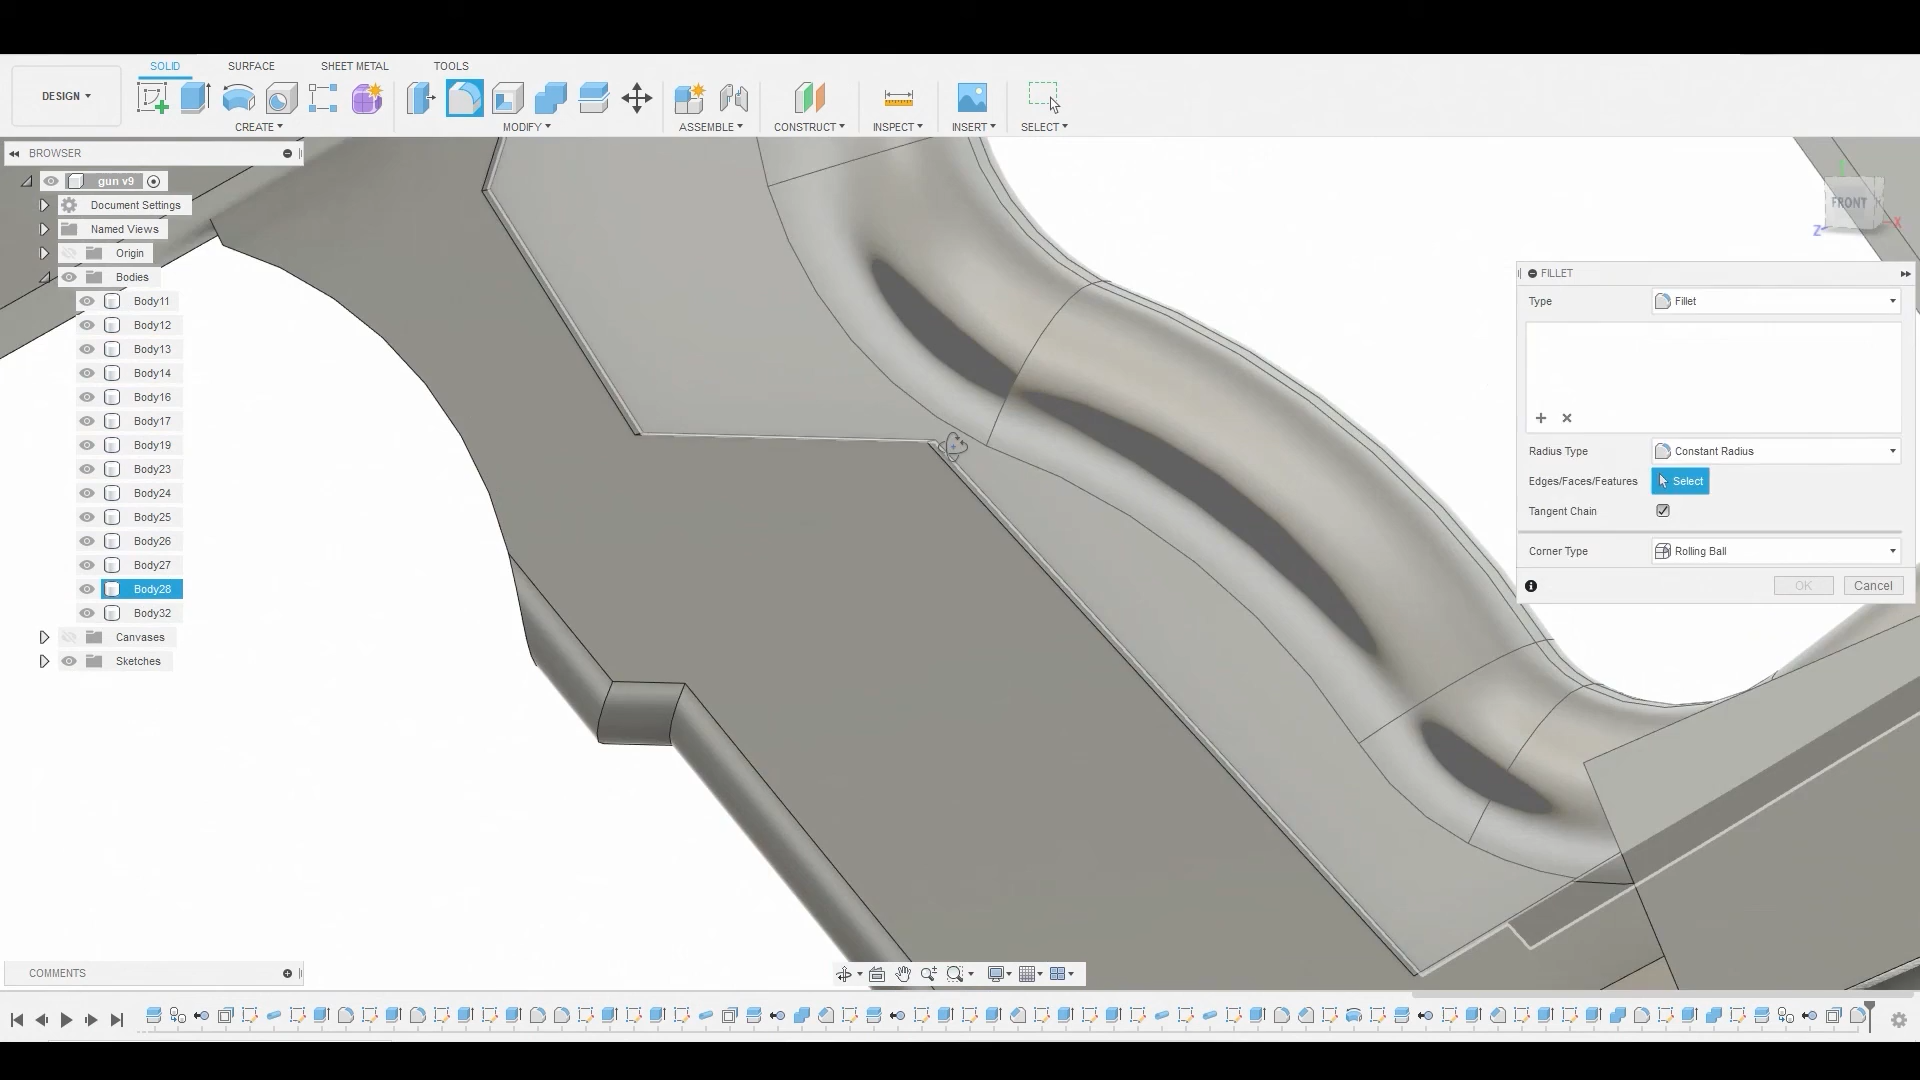 SOLID SURFACE SHEET METAL TOOLS
DESIGN
CREATE MODIFY ASSEMBLE CONSTRUCT INSPECT INSERT SELECT
BROWSER
gun v9
Document Settings
Named Views
Origin
Bodies
Body11
Body12
Body13
Body14
Body16
Body17
Body19
Body23
Body24
Body25
Body26
Body27
Body28
Body32
Canvases
Sketches
FRONT
X
Z
FILLET
Type Fillet
Radius Type Constant Radius
Edges/Faces/Features Select
Tangent Chain
Corner Type Rolling Ball
OK Cancel
COMMENTS